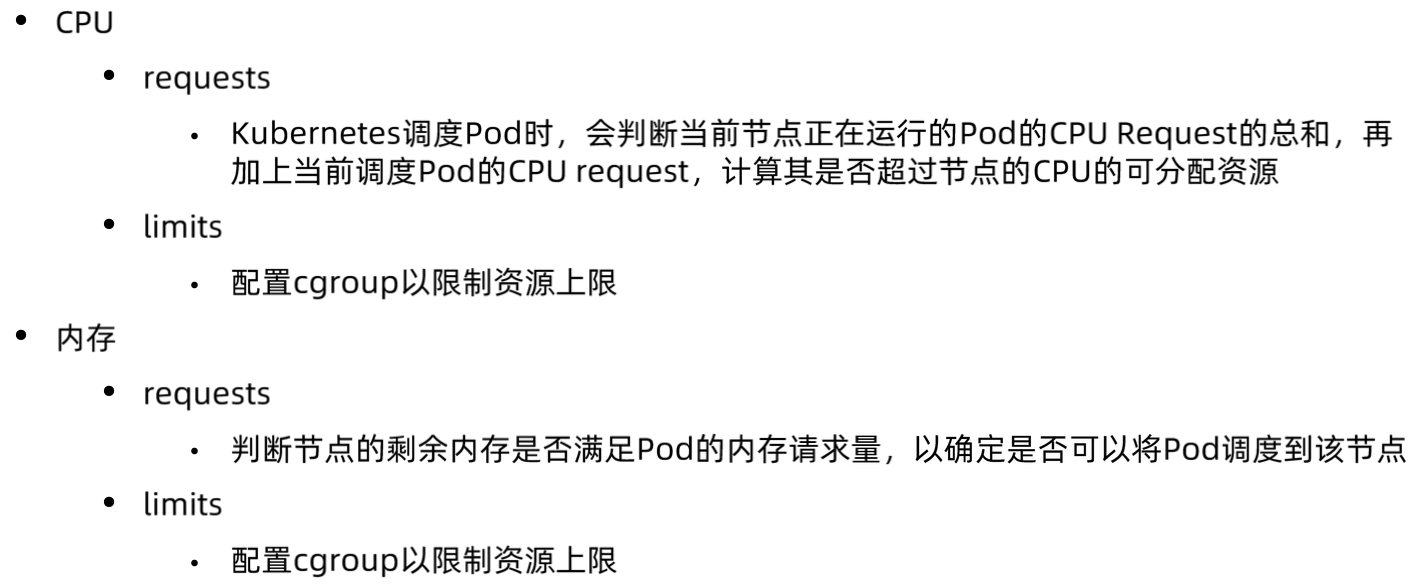 • CPU
• requests
• Kubernetes调度Pod时，会判断当前节点正在运行的Pod的CPU Request的总和，再
加上当前调度Pod的CPU request，计算其是否超过节点的CPU的可分配资源
• limits
• 配置cgroup以限制资源上限
• 内存
• requests
• 判断节点的剩余内存是否满足Pod的内存请求量，以确定是否可以将Pod调度到该节点
• limits
• 配置cgroup以限制资源上限